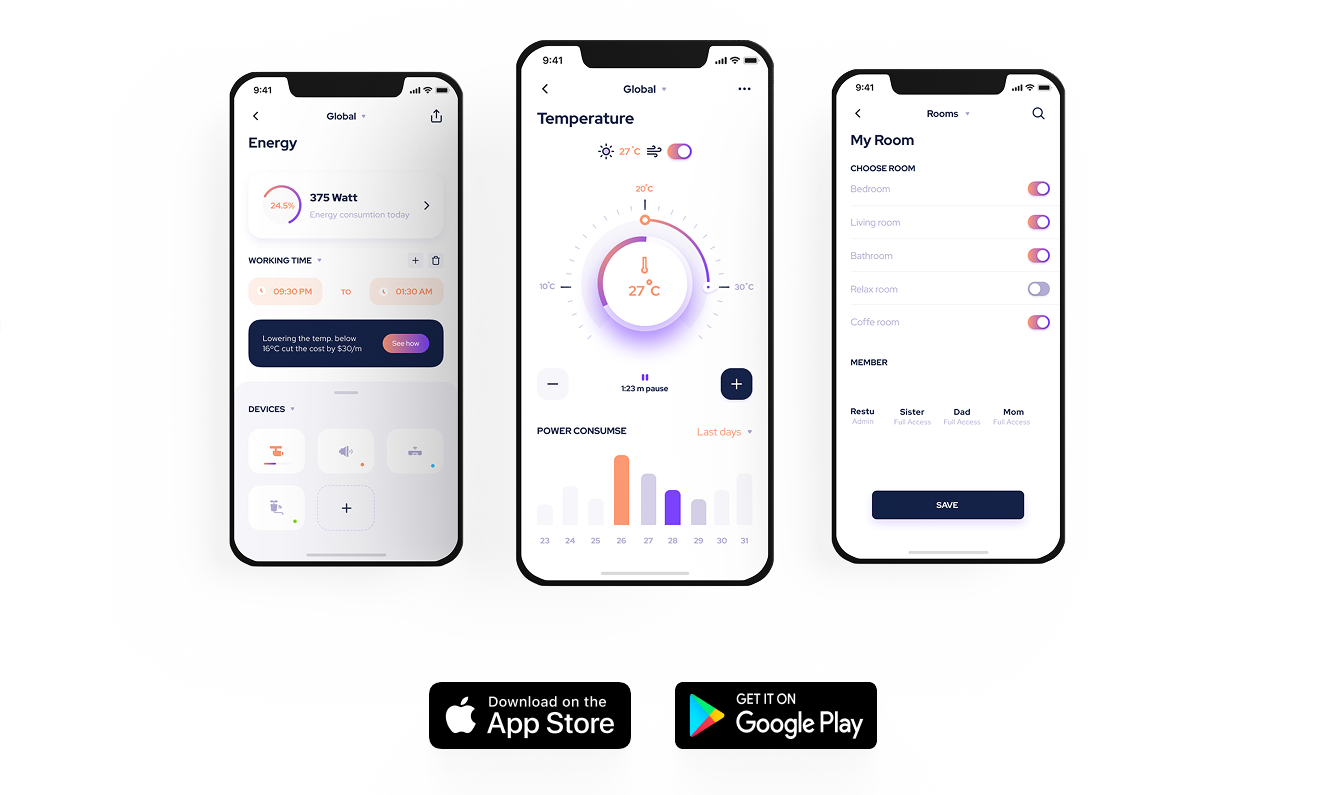 9:41
Global
Energy
24.5%
375 Watt
Energy consumtion today
WORKING TIME
09:30 PM
TO
01:30 AM
Lowering the temp. below
16ºC cut the cost by $30/m
See how
DEVICES
9:41
Global
Temperature
27°C
20°C
10°C
30°C
27°C
1:23 m pause
POWER CONSUMSE
Last days
23 24 25 26 27 28 29 30 31
9:41
Rooms
My Room
CHOOSE ROOM
Bedroom
Living room
Bathroom
Relax room
Coffe room
MEMBER
Restu Sister Dad Mom
Admin Full Access Full Access Full Access
SAVE
Download on the
App Store
GET IT ON
Google Play